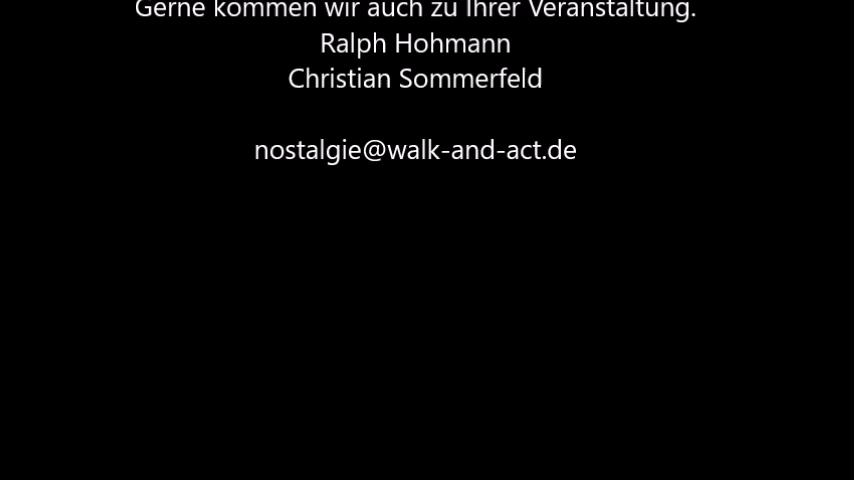 Gerne kommen wir auch zu Ihrer Veranstaltung.
Ralph Hohmann
Christian Sommerfeld
nostalgie@walk-and-act.de